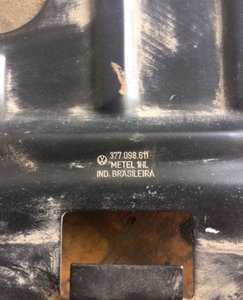 377.098.611
METEL 1HL
IND. BRASILEIRA